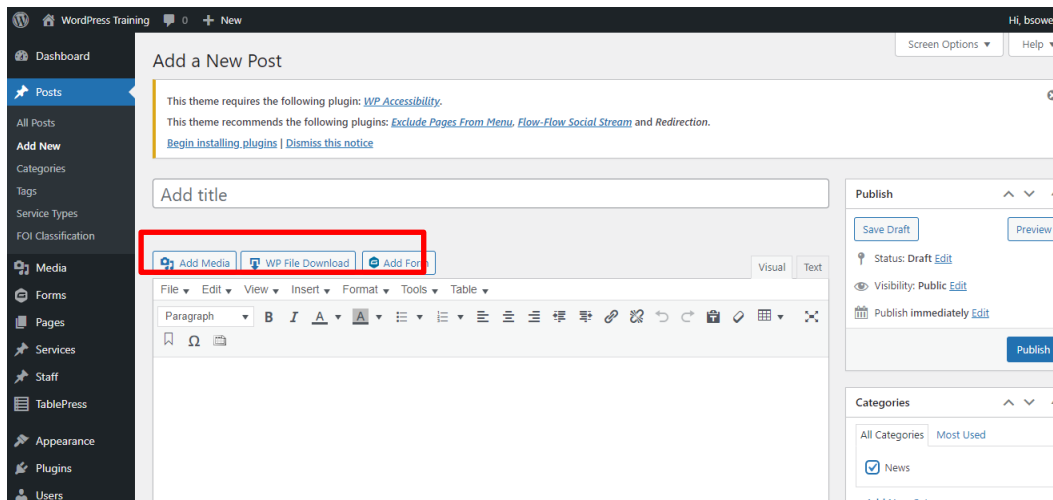 WordPress Training 0 + New Hi, bsowe
Dashboard
Posts
All Posts
Add New
Categories
Tags
Service Types
FOI Classification
Media
Forms
Pages
Services
Staff
TablePress
Appearance
Plugins
Users
Screen Options Help
Add a New Post
This theme requires the following plugin: WP Accessibility.
This theme recommends the following plugins: Exclude Pages From Menu, Flow-Flow Social Stream and Redirection.
Begin installing plugins | Dismiss this notice
Add title
Add Media WP File Download Add Form
Visual Text
File Edit View Insert Format Tools Table
Paragraph B I A A
Ω
Publish
Save Draft Preview
Status: Draft Edit
Visibility: Public Edit
Publish immediately Edit
Publish
Categories
All Categories Most Used
News